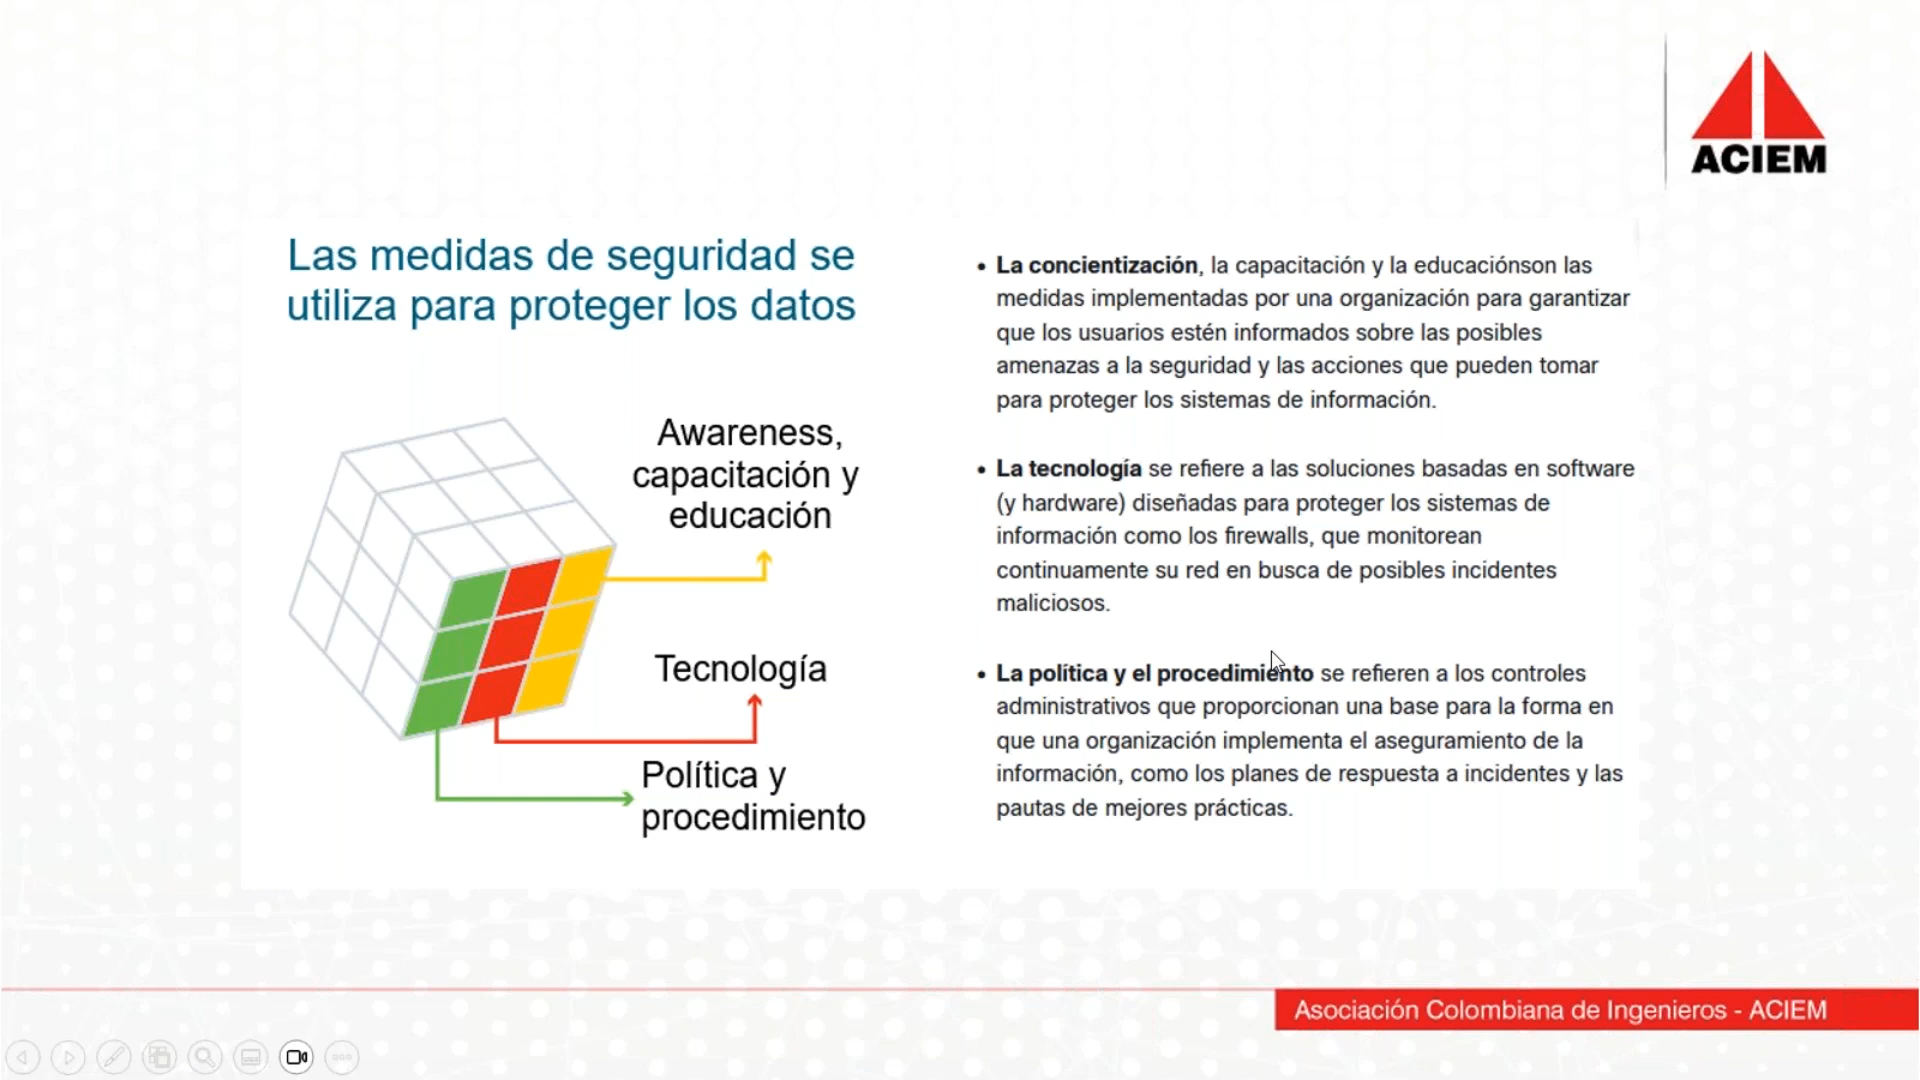 ACIEM
Las medidas de seguridad se
utiliza para proteger los datos
Awareness,
capacitación y
educación
Tecnología
Política y
procedimiento
• La concientización, la capacitación y la educaciónson las
medidas implementadas por una organización para garantizar
que los usuarios estén informados sobre las posibles
amenazas a la seguridad y las acciones que pueden tomar
para proteger los sistemas de información.
• La tecnología se refiere a las soluciones basadas en software
(y hardware) diseñadas para proteger los sistemas de
información como los firewalls, que monitorean
continuamente su red en busca de posibles incidentes
maliciosos.
• La política y el procedimiento se refieren a los controles
administrativos que proporcionan una base para la forma en
que una organización implementa el aseguramiento de la
información, como los planes de respuesta a incidentes y las
pautas de mejores prácticas.
Asociación Colombiana de Ingenieros - ACIEM